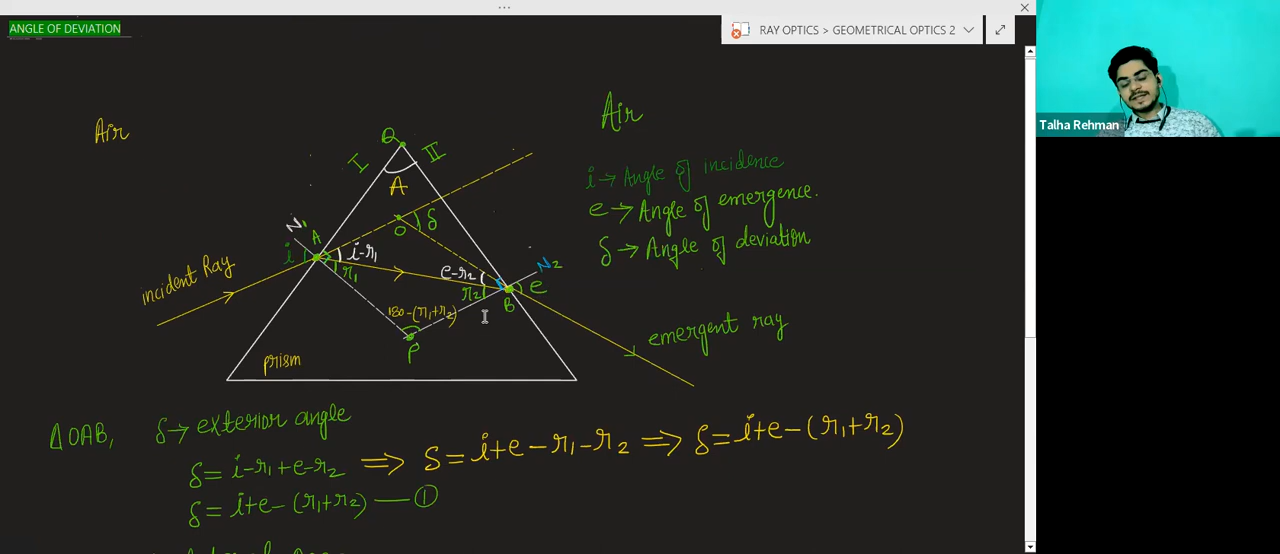 ANGLE OF DEVIATION
RAY OPTICS > GEOMETRICAL OPTICS 2
Talha Rehman
Air
Air
Q
I
II
A
i → Angle of incidence
e → Angle of emergence.
δ → Angle of deviation
N1
A
i
i-r1
r1
O
δ
e-r2
r2
N2
B
e
incident Ray
180-(r1+r2)
P
prism
emergent ray
ΔOAB, δ → exterior angle
δ = i-r1+e-r2 ⟹ δ = i+e-r1-r2 ⟹ δ = i+e-(r1+r2)
δ = i+e-(r1+r2) — ①